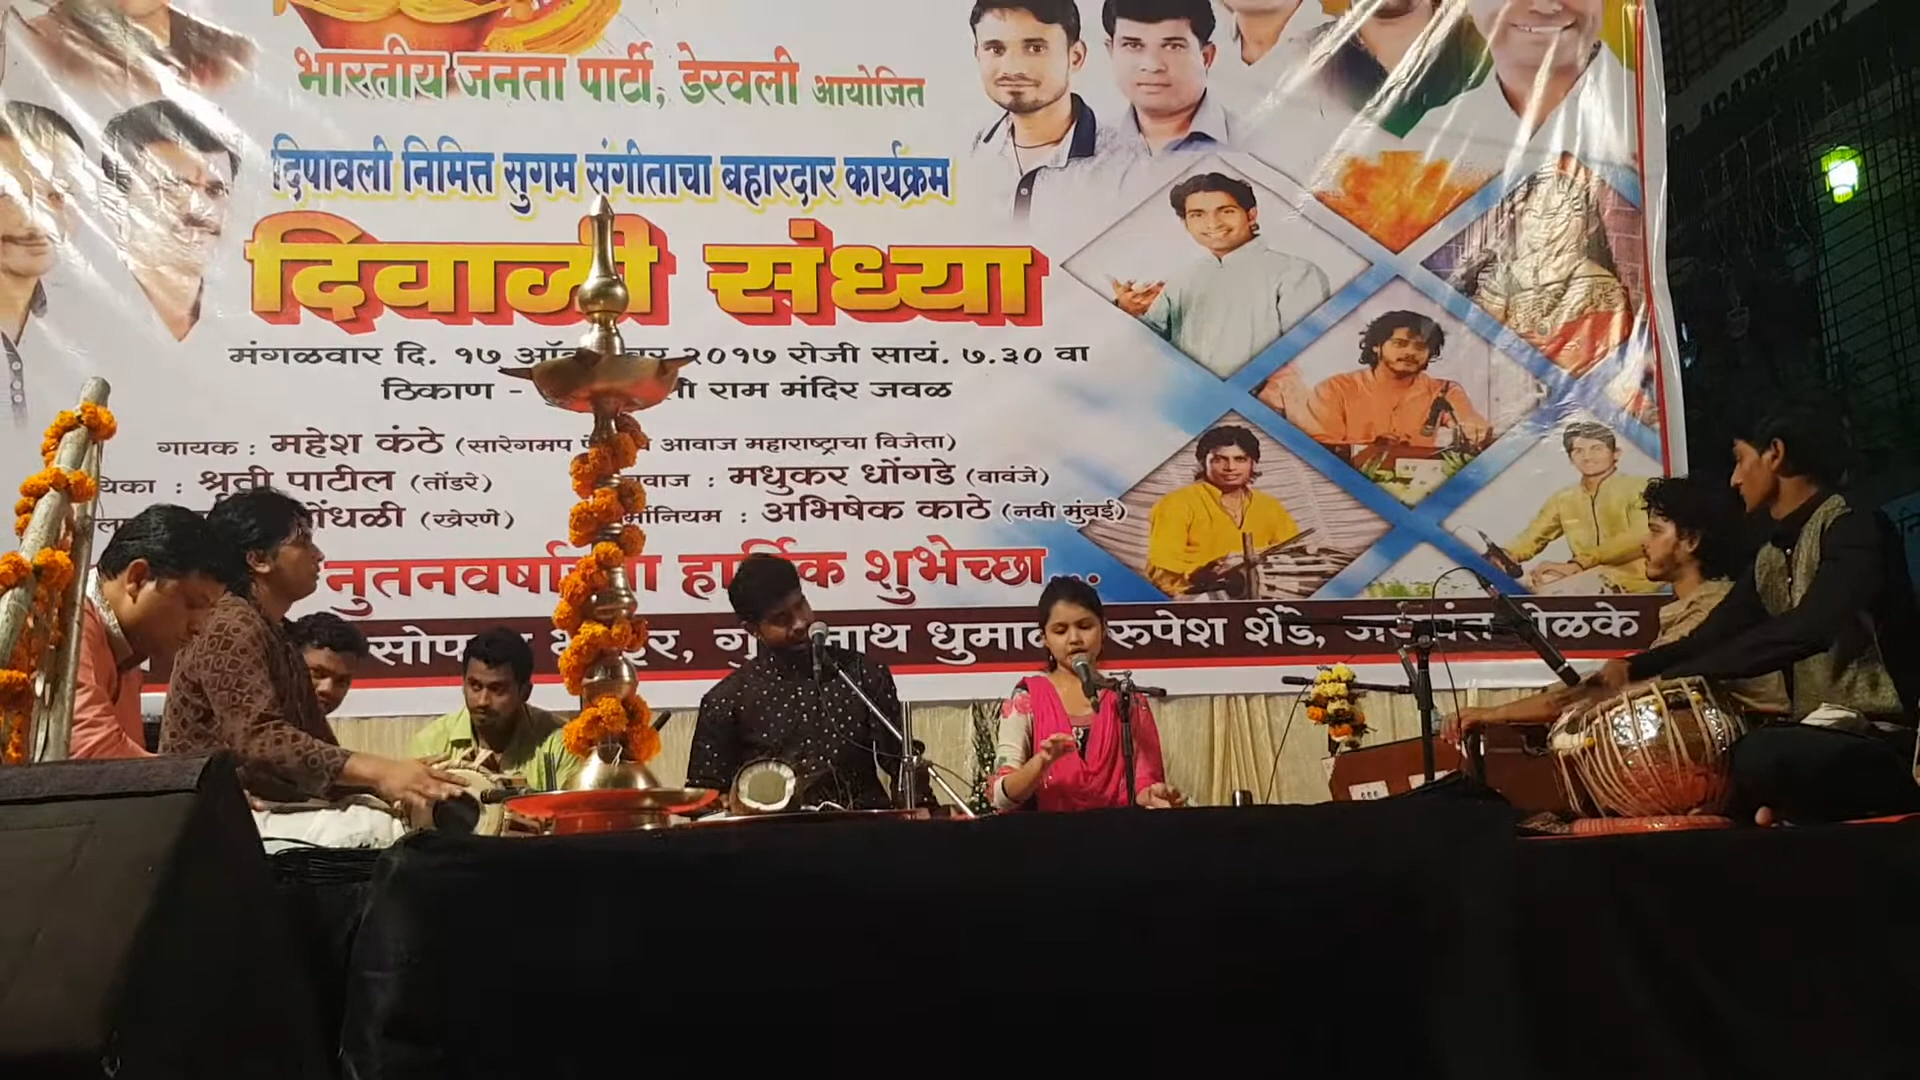 भारतीय जनता पार्टी, डेरवली आयोजित
दिपावली निमित्त सुगम संगीताचा बहारदार कार्यक्रम
दिवाळी संध्या
मंगळवार दि. १७ २०१७ रोजी सायं. ७.३० वा
ठिकाण - राम मंदिर जवळ
गायक : महेश कंठे (सारेगमप आवाज महाराष्ट्राचा विजेता)
श्रृती पाटील (तोंडरे) : मधुकर धोंगडे (वावंजे)
(खेरणे) : अभिषेक काठे (नवी मुंबई)
शुभेच्छा...
धुमाळ, रूपेश शेंडे,
APARTMENT